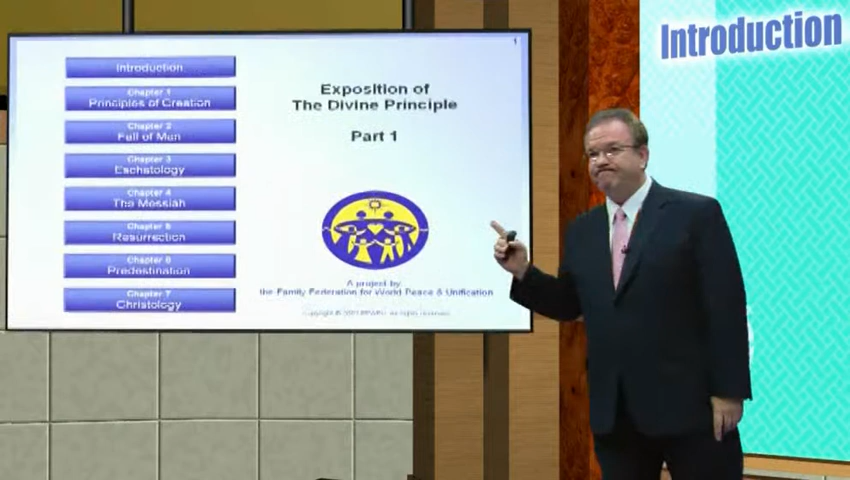 Introduction
1
Introduction
Chapter 1
Principles of Creation
Chapter 2
Fall of Man
Chapter 3
Eschatology
Chapter 4
The Messiah
Chapter 5
Resurrection
Chapter 6
Predestination
Chapter 7
Christology
Exposition of
The Divine Principle
Part 1
A project by
the Family Federation for World Peace & Unification